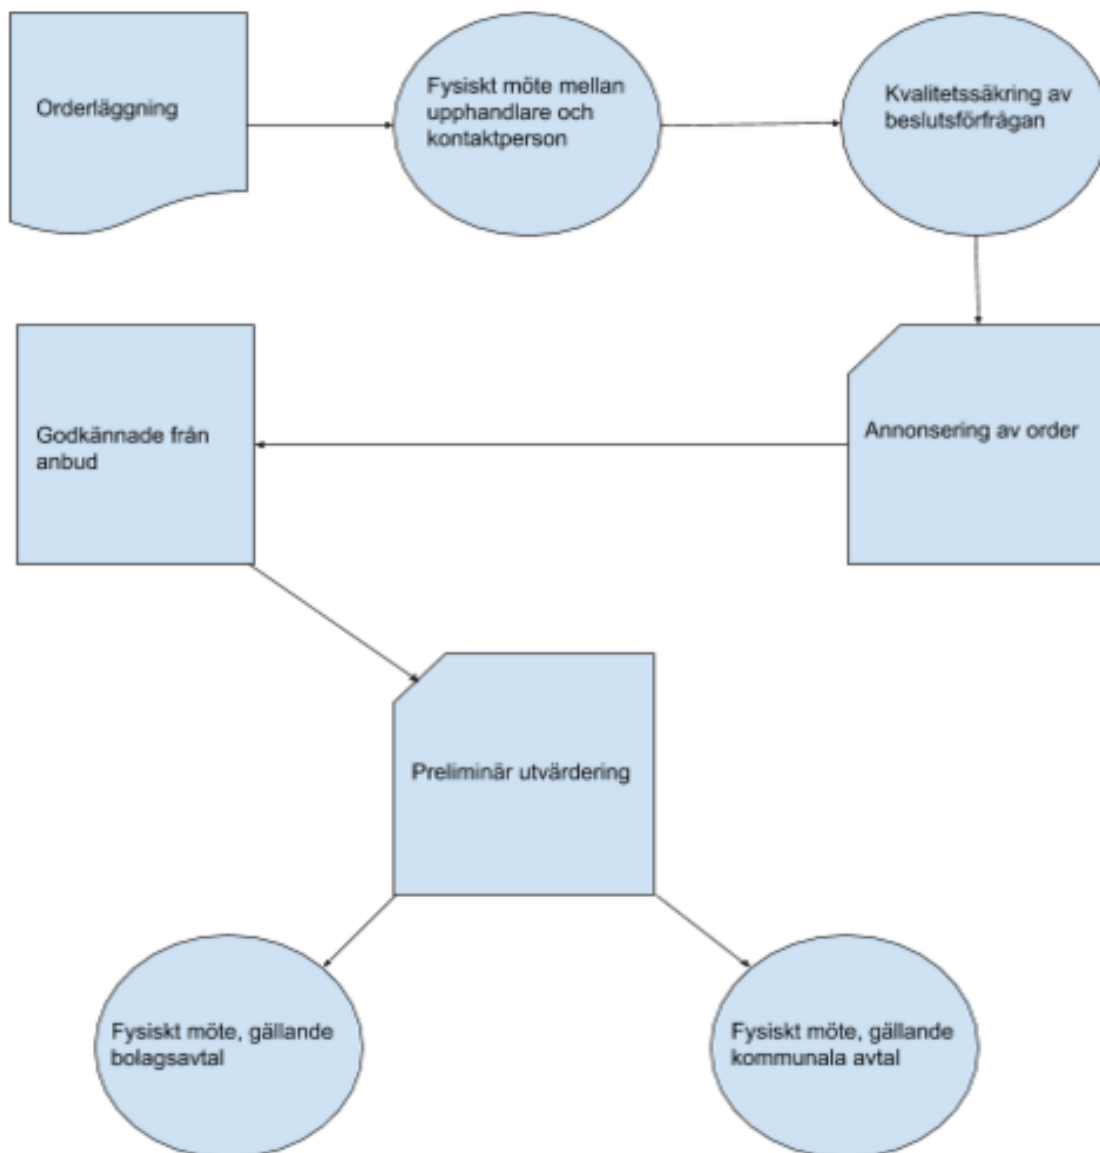 Orderläggning
Fysiskt möte mellan
upphandlare och
kontaktperson
Kvalitetssäkring av
beslutsförfrågan
Annonsering av order
Godkännade från
anbud
Preliminär utvärdering
Fysiskt möte, gällande
bolagsavtal
Fysiskt möte, gällande
kommunala avtal